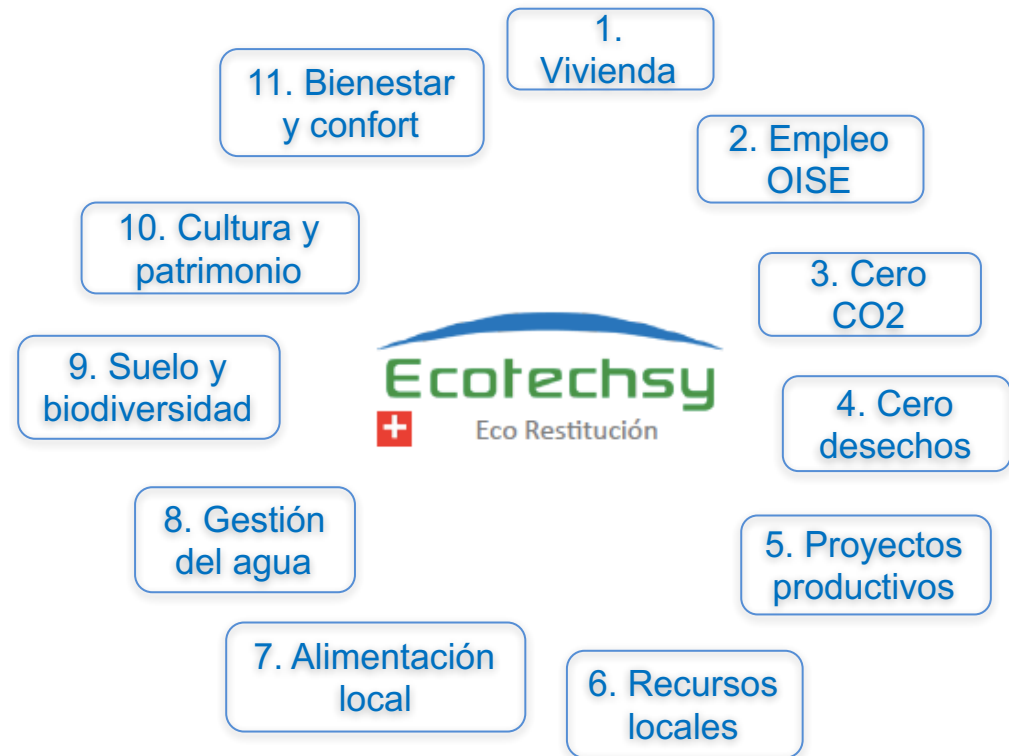 1.
Vivienda
2. Empleo
OISE
3. Cero
CO2
4. Cero
desechos
5. Proyectos
productivos
6. Recursos
locales
7. Alimentación
local
8. Gestión
del agua
9. Suelo y
biodiversidad
10. Cultura y
patrimonio
11. Bienestar
y confort
Ecotechsy
Eco Restitución